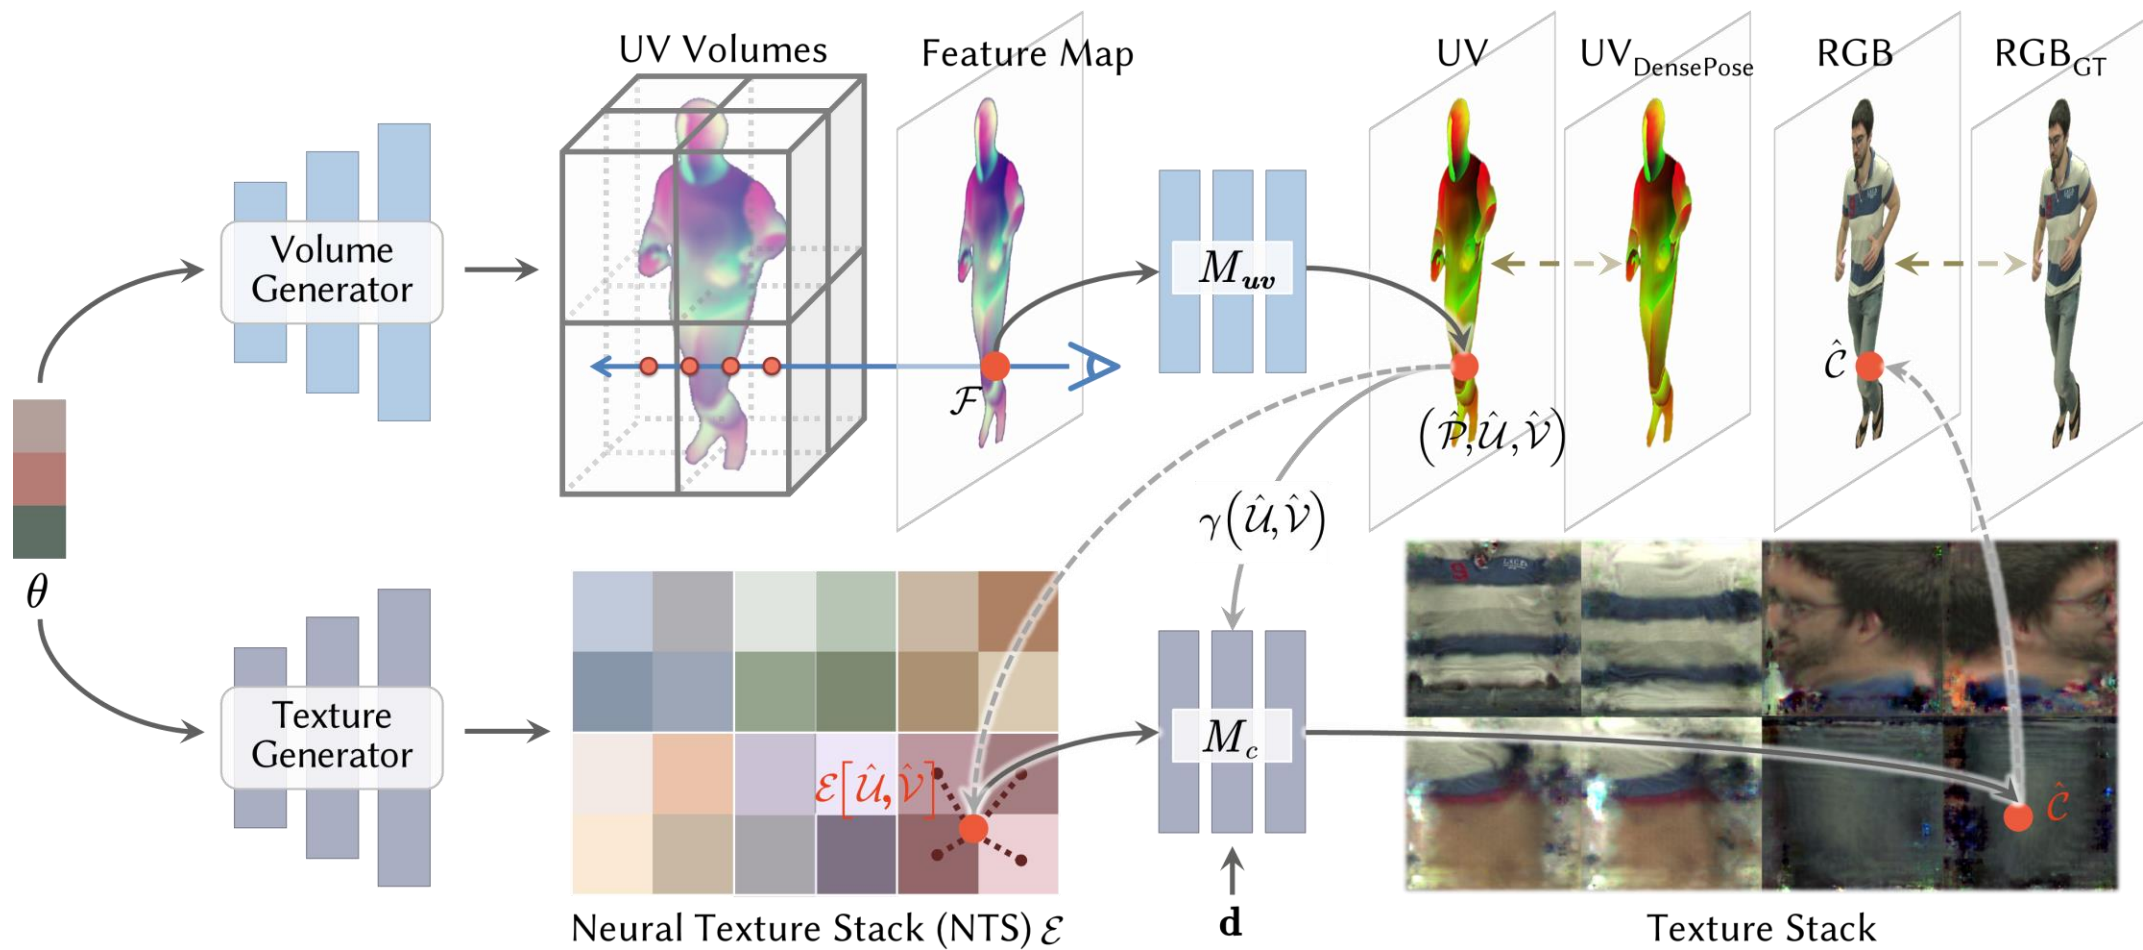 UV Volumes
Feature Map
UV
UV_DensePose
RGB
RGB_GT
Volume
Generator
M_uv
𝓕
Ĉ
(P̂,Û,V̂)
γ(Û,V̂)
θ
Texture
Generator
M_c
ℰ[Û,V̂]
Ĉ
d
Neural Texture Stack (NTS) ℰ
Texture Stack